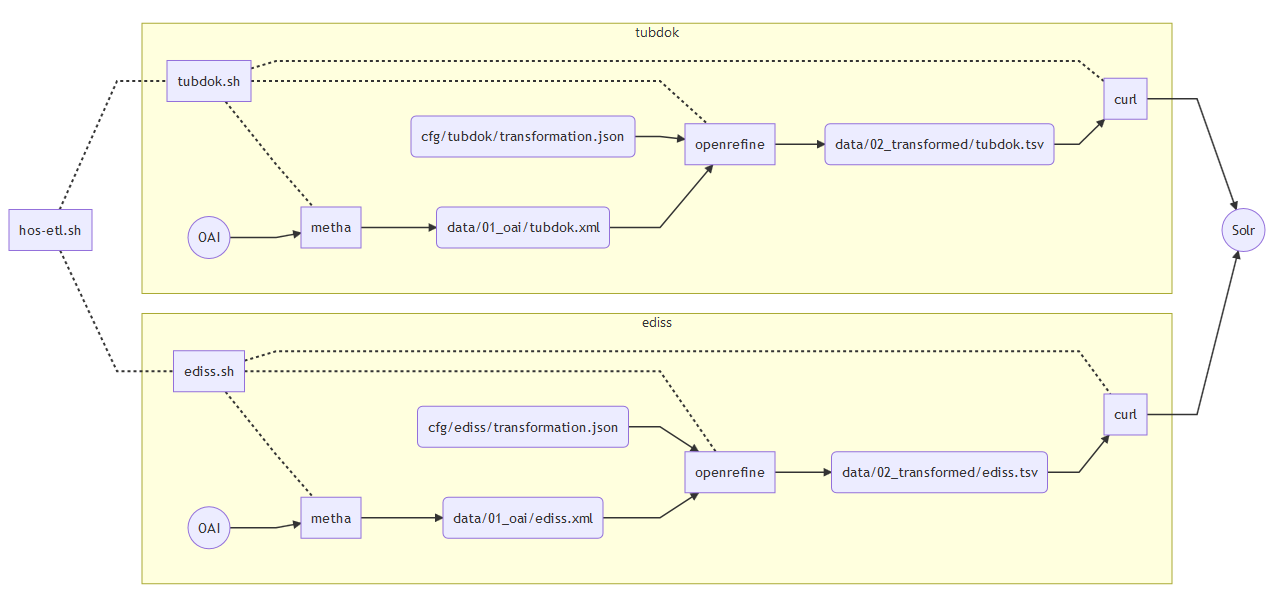 tubdok
tubdok.sh
curl
cfg/tubdok/transformation.json
openrefine
data/02_transformed/tubdok.tsv
OAI
metha
data/01_oai/tubdok.xml
hos-etl.sh
Solr
ediss
ediss.sh
curl
cfg/ediss/transformation.json
openrefine
data/02_transformed/ediss.tsv
OAI
metha
data/01_oai/ediss.xml